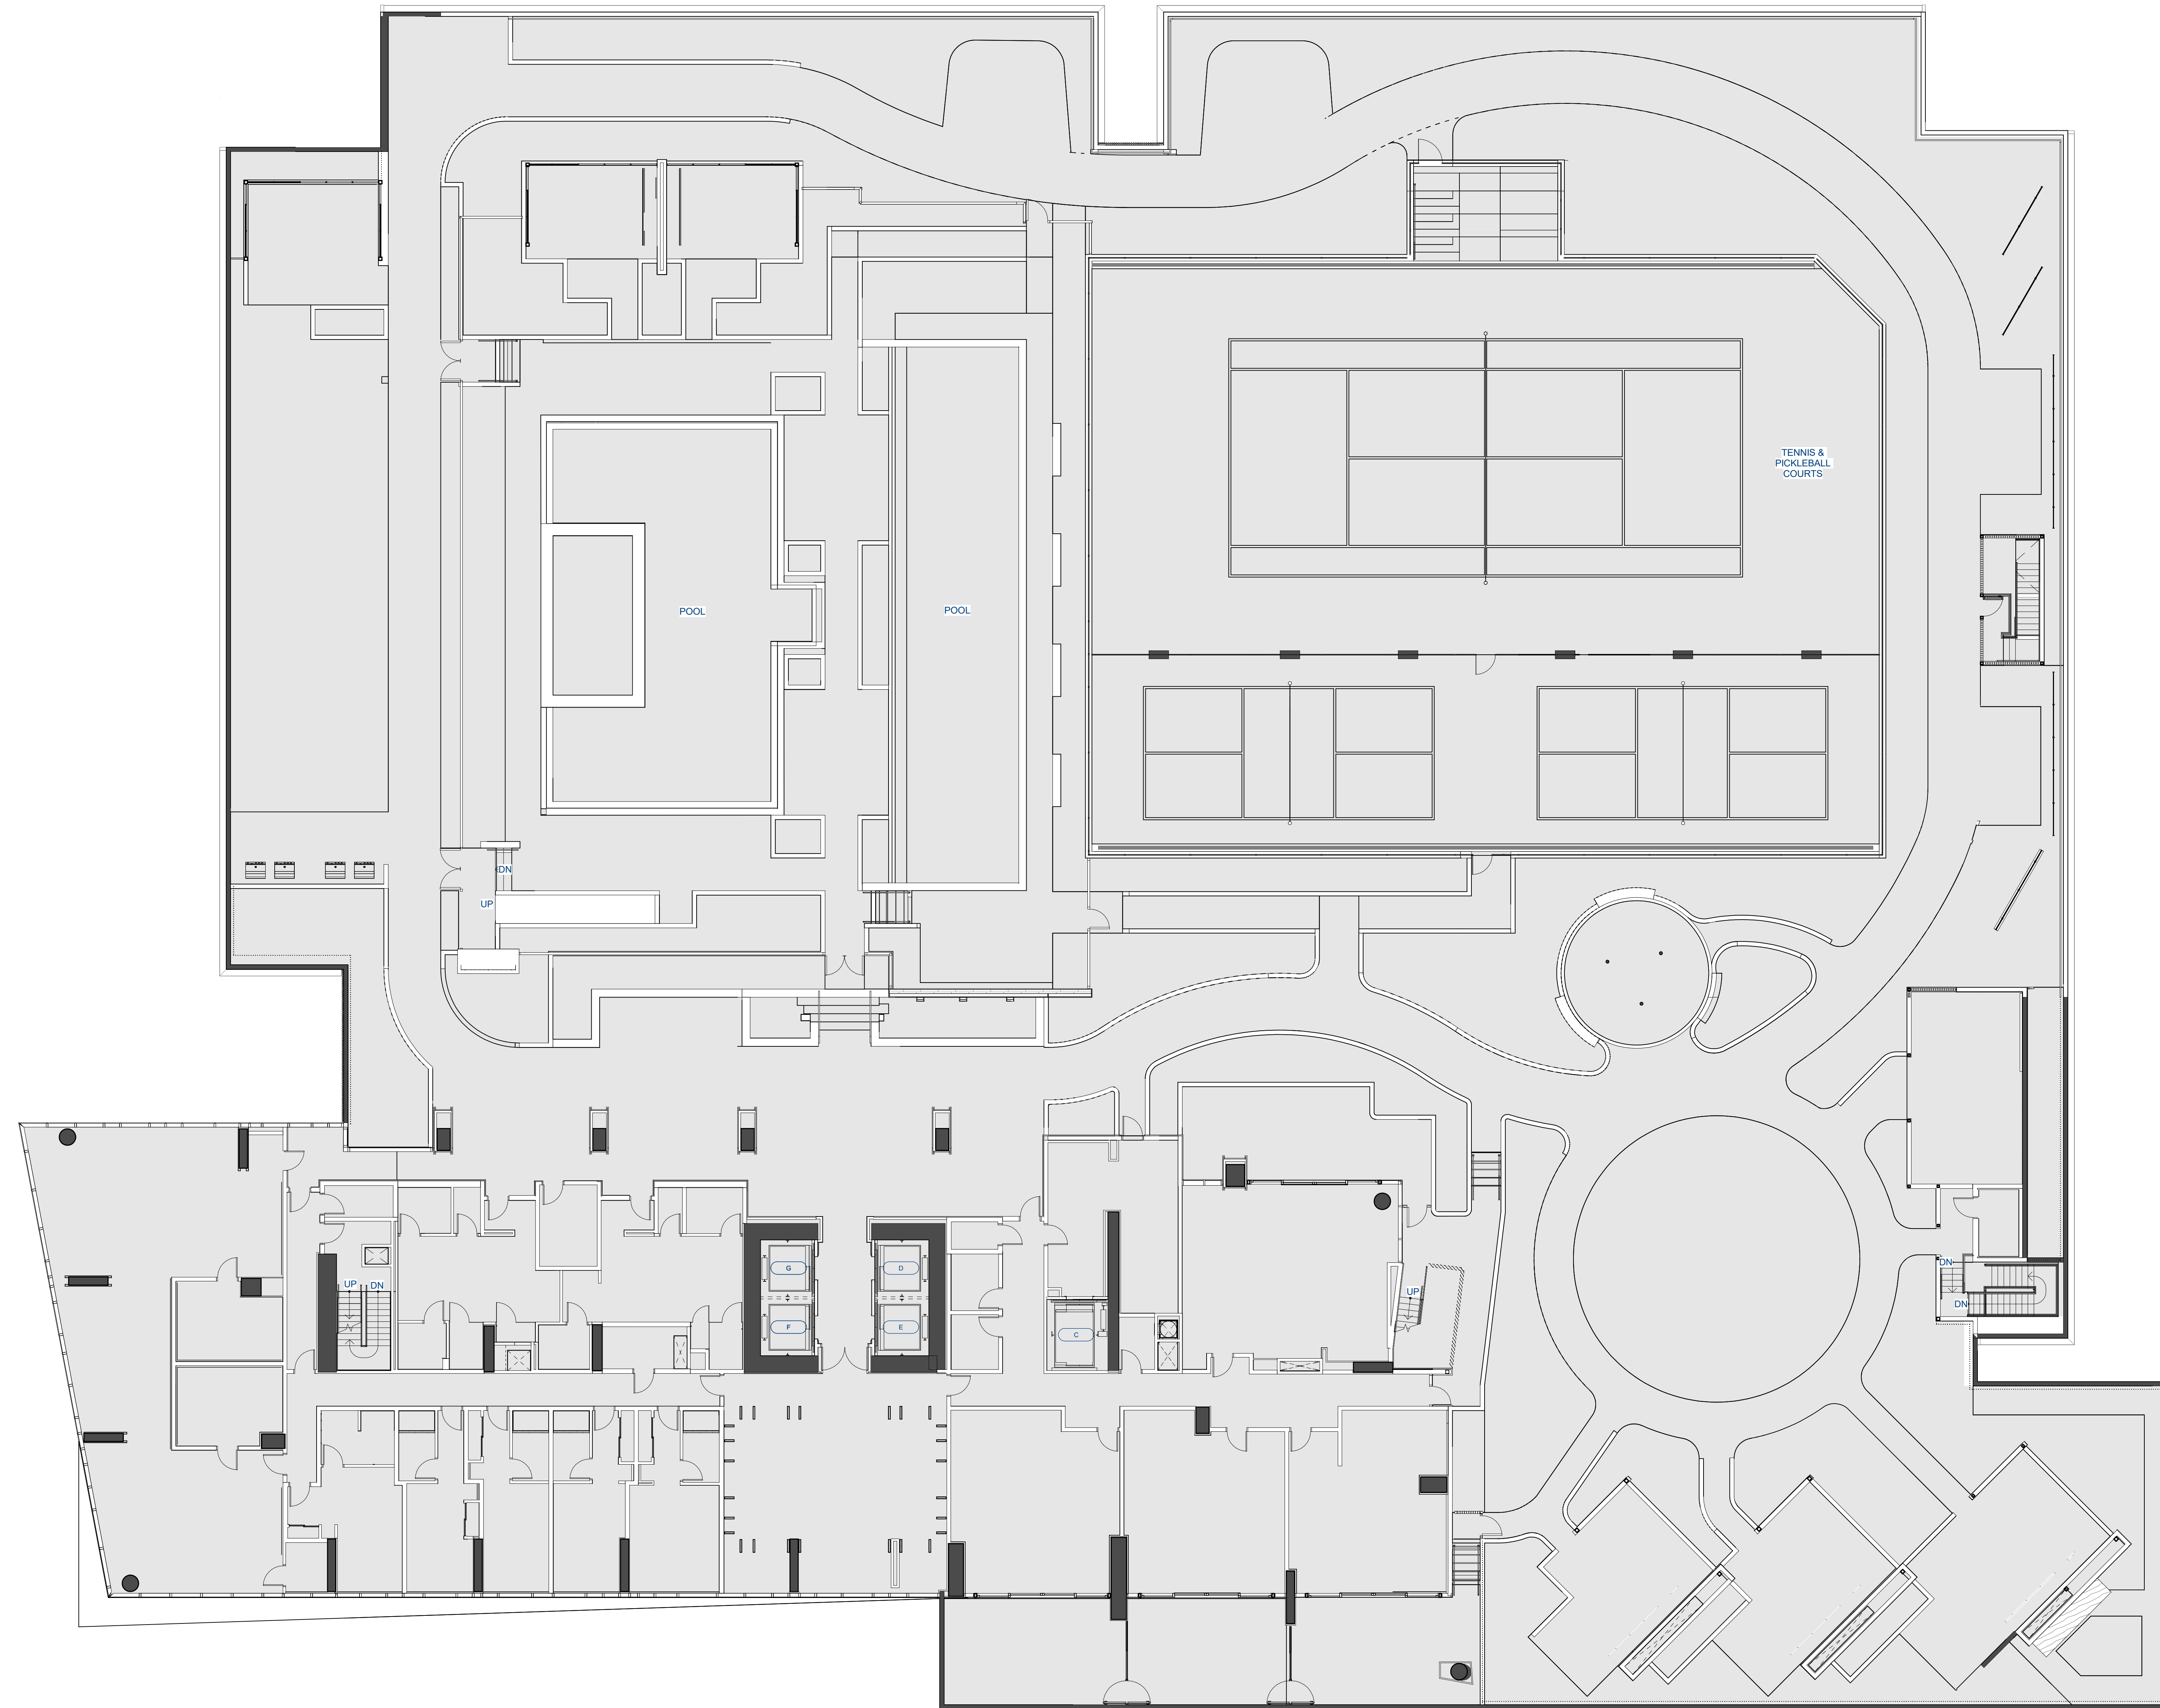 TENNIS &
PICKLEBALL
COURTS
POOL
POOL
DN
UP
UP
DN
G
D
F
E
C
UP
DN
DN